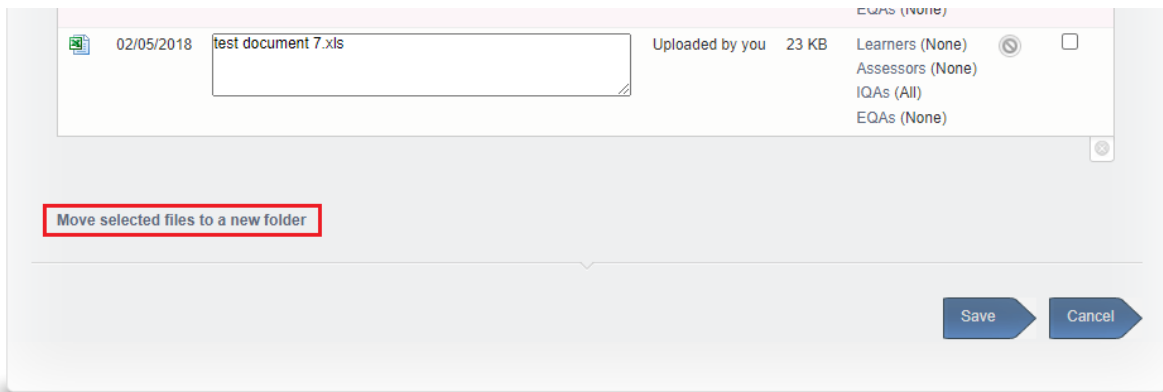 EQAs (None)
02/05/2018 test document 7.xls Uploaded by you 23 KB Learners (None)
Assessors (None)
IQAs (All)
EQAs (None)
Move selected files to a new folder
Save Cancel